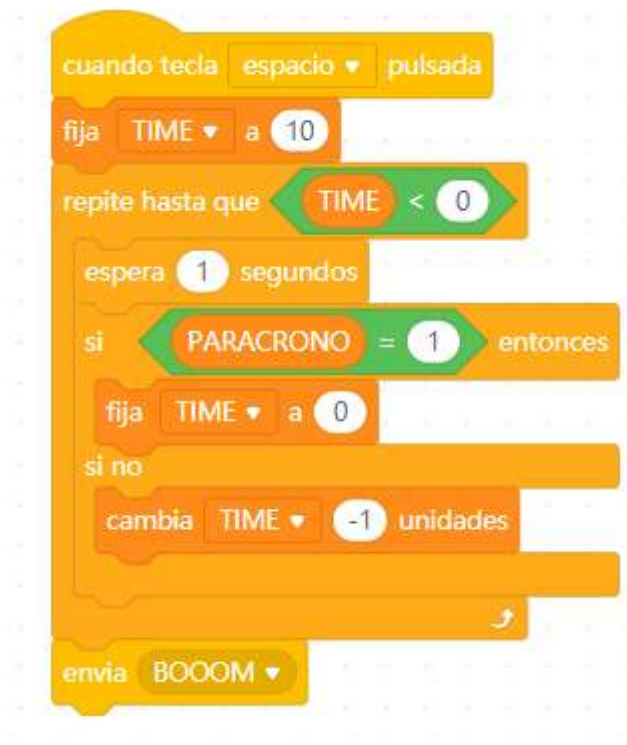 cuando tecla espacio pulsada
fija TIME a 10
repite hasta que TIME < 0
espera 1 segundos
si PARACRONO = 1 entonces
fija TIME a 0
si no
cambia TIME -1 unidades
envia BOOOM